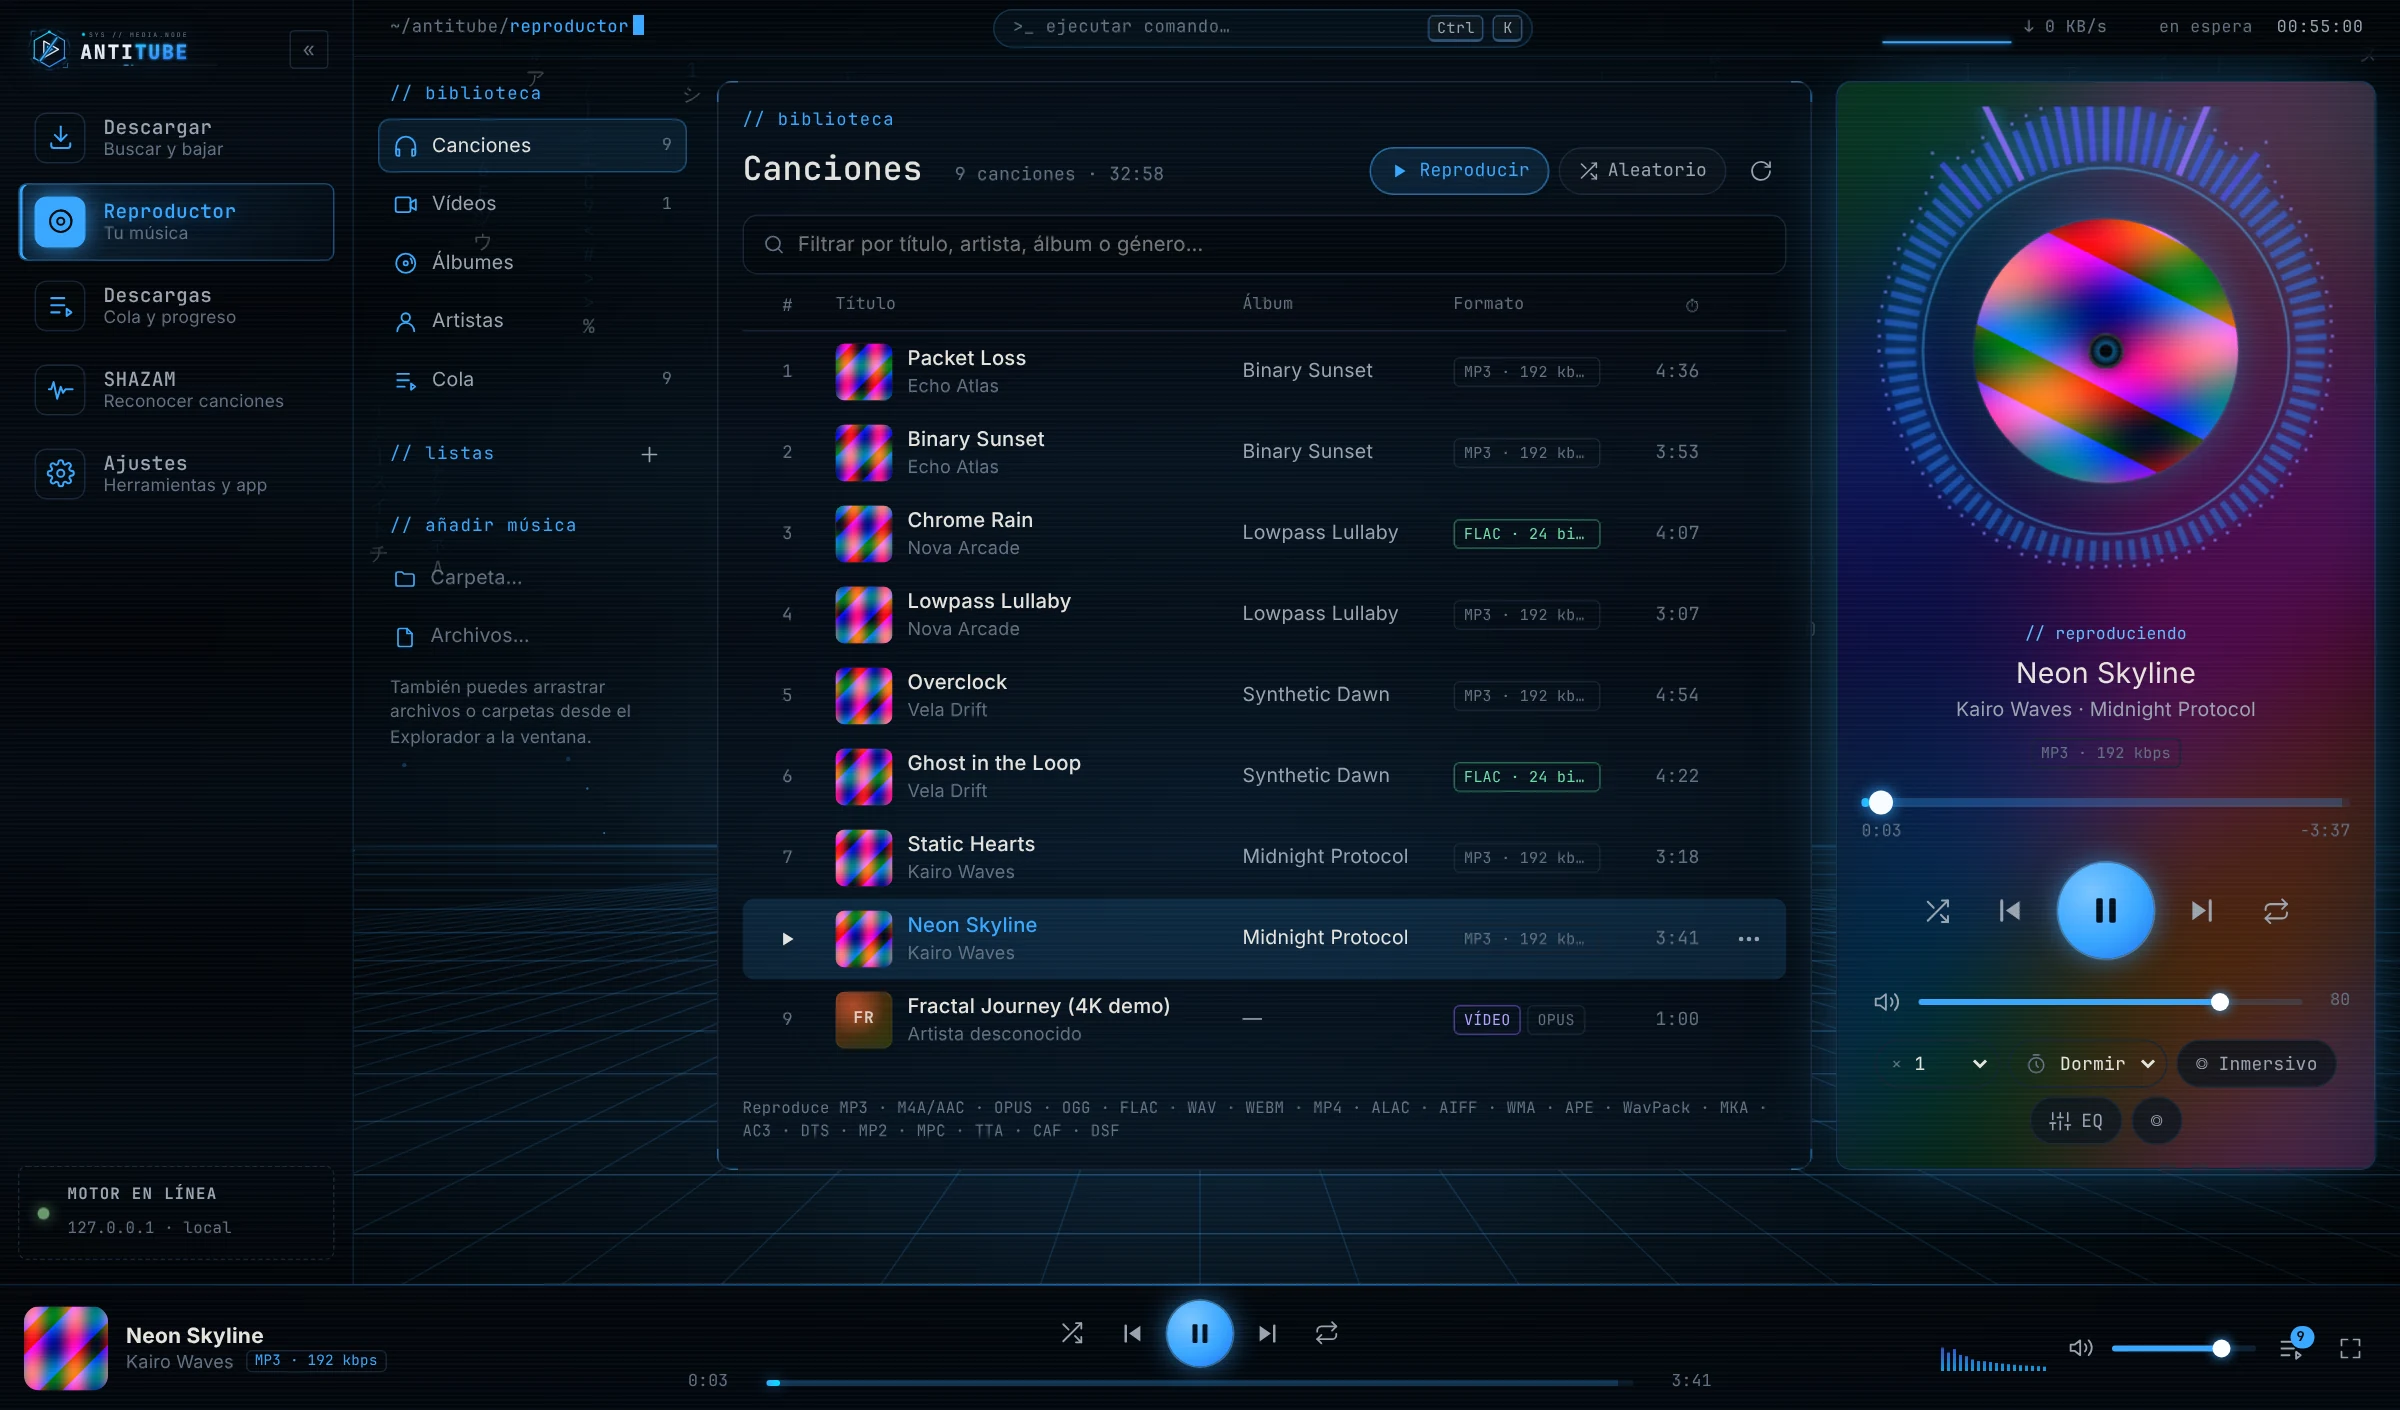 SYS // MEDIA.NODE
ANTITUBE
«
Descargar
Buscar y bajar
Reproductor
Tu música
Descargas
Cola y progreso
SHAZAM
Reconocer canciones
Ajustes
Herramientas y app
MOTOR EN LÍNEA
127.0.0.1 · local
~/antitube/reproductor
>_ ejecutar comando… Ctrl K
↓ 0 KB/s en espera 00:55:00
// biblioteca
Canciones 9
Vídeos 1
Álbumes
Artistas
Cola 9
// listas +
// añadir música
Carpeta…
Archivos…
También puedes arrastrar
archivos o carpetas desde el
Explorador a la ventana.
ア
シ
ウ
%
チ
// biblioteca
Canciones 9 canciones · 32:58
Reproducir Aleatorio
Filtrar por título, artista, álbum o género…
# Título Álbum Formato
1 Packet Loss Binary Sunset MP3 · 192 kb… 4:36
Echo Atlas
2 Binary Sunset Binary Sunset MP3 · 192 kb… 3:53
Echo Atlas
3 Chrome Rain Lowpass Lullaby FLAC · 24 bi… 4:07
Nova Arcade
4 Lowpass Lullaby Lowpass Lullaby MP3 · 192 kb… 3:07
Nova Arcade
5 Overclock Synthetic Dawn MP3 · 192 kb… 4:54
Vela Drift
6 Ghost in the Loop Synthetic Dawn FLAC · 24 bi… 4:22
Vela Drift
7 Static Hearts Midnight Protocol MP3 · 192 kb… 3:18
Kairo Waves
Neon Skyline Midnight Protocol MP3 · 192 kb… 3:41
Kairo Waves
9 FR Fractal Journey (4K demo) — VÍDEO OPUS 1:00
Artista desconocido
Reproduce MP3 · M4A/AAC · OPUS · OGG · FLAC · WAV · WEBM · MP4 · ALAC · AIFF · WMA · APE · WavPack · MKA ·
AC3 · DTS · MP2 · MPC · TTA · CAF · DSF
// reproduciendo
Neon Skyline
Kairo Waves · Midnight Protocol
MP3 · 192 kbps
0:03 -3:37
80
× 1 Dormir Inmersivo
EQ
Neon Skyline
Kairo Waves MP3 · 192 kbps
0:03 3:41
9